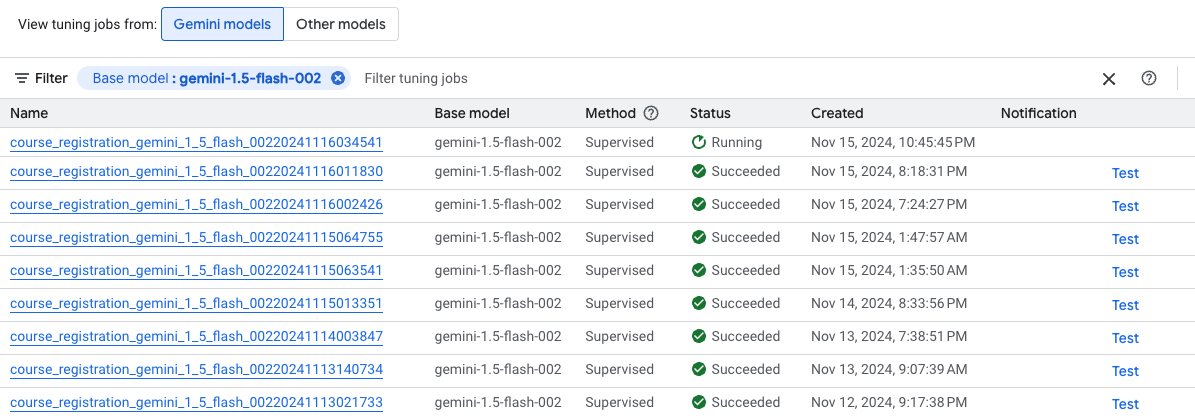 View tuning jobs from: Gemini models Other models
Filter Base model : gemini-1.5-flash-002 Filter tuning jobs
Name Base model Method Status Created Notification
course_registration_gemini_1_5_flash_00220241116034541 gemini-1.5-flash-002 Supervised Running Nov 15, 2024, 10:45:45 PM
course_registration_gemini_1_5_flash_00220241116011830 gemini-1.5-flash-002 Supervised Succeeded Nov 15, 2024, 8:18:31 PM Test
course_registration_gemini_1_5_flash_00220241116002426 gemini-1.5-flash-002 Supervised Succeeded Nov 15, 2024, 7:24:27 PM Test
course_registration_gemini_1_5_flash_00220241115064755 gemini-1.5-flash-002 Supervised Succeeded Nov 15, 2024, 1:47:57 AM Test
course_registration_gemini_1_5_flash_00220241115063541 gemini-1.5-flash-002 Supervised Succeeded Nov 15, 2024, 1:35:50 AM Test
course_registration_gemini_1_5_flash_00220241115013351 gemini-1.5-flash-002 Supervised Succeeded Nov 14, 2024, 8:33:56 PM Test
course_registration_gemini_1_5_flash_00220241114003847 gemini-1.5-flash-002 Supervised Succeeded Nov 13, 2024, 7:38:51 PM Test
course_registration_gemini_1_5_flash_00220241113140734 gemini-1.5-flash-002 Supervised Succeeded Nov 13, 2024, 9:07:39 AM Test
course_registration_gemini_1_5_flash_00220241113021733 gemini-1.5-flash-002 Supervised Succeeded Nov 12, 2024, 9:17:38 PM Test